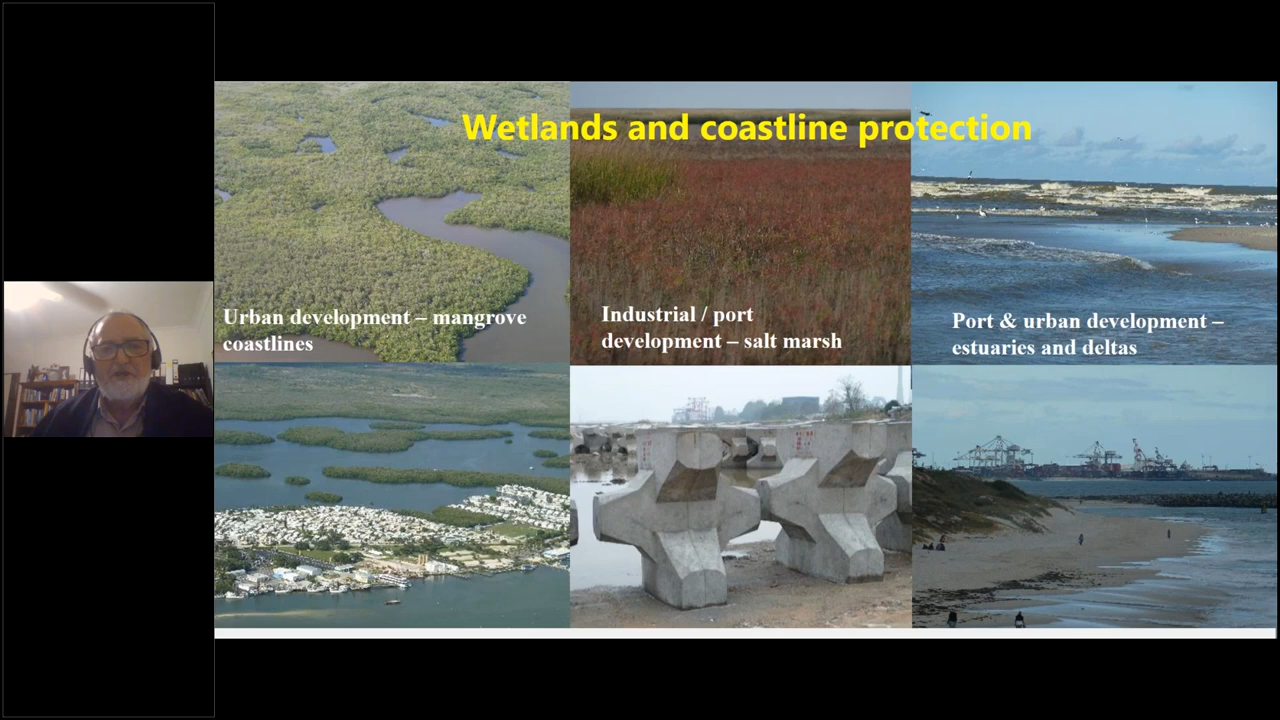 Wetlands and coastline protection
Urban development – mangrove
coastlines
Industrial / port
development – salt marsh
Port & urban development –
estuaries and deltas